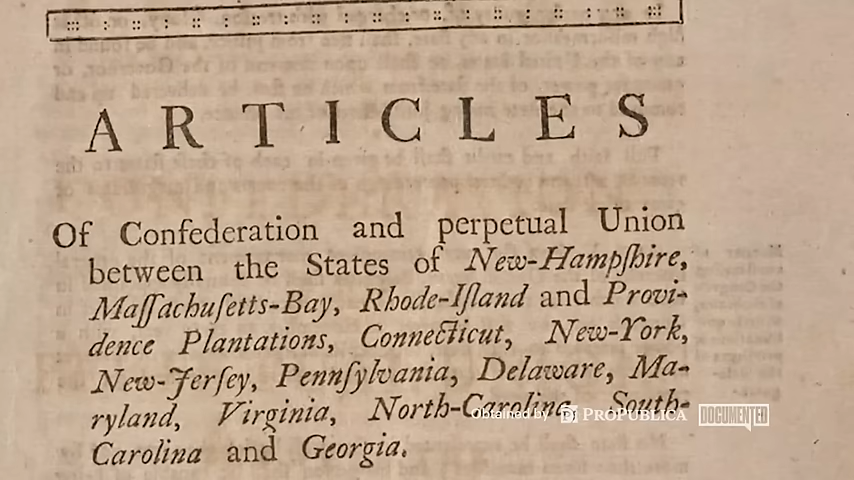 ARTICLES
Of Confederation and perpetual Union
between the States of New-Hampſhire,
Maſſachuſetts-Bay, Rhode-Iſland and Provi-
dence Plantations, Connecticut, New-York,
New-Jerſey, Pennſylvania, Delaware, Ma-
ryland, Virginia, North-Carolina, South-
Carolina and Georgia.
Obtained by PROPUBLICA DOCUMENTED